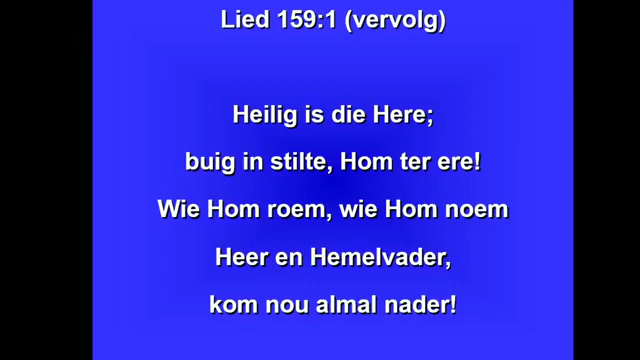 Lied 159:1 (vervolg)
Heilig is die Here;
buig in stilte, Hom ter ere!
Wie Hom roem, wie Hom noem
Heer en Hemelvader,
kom nou almal nader!